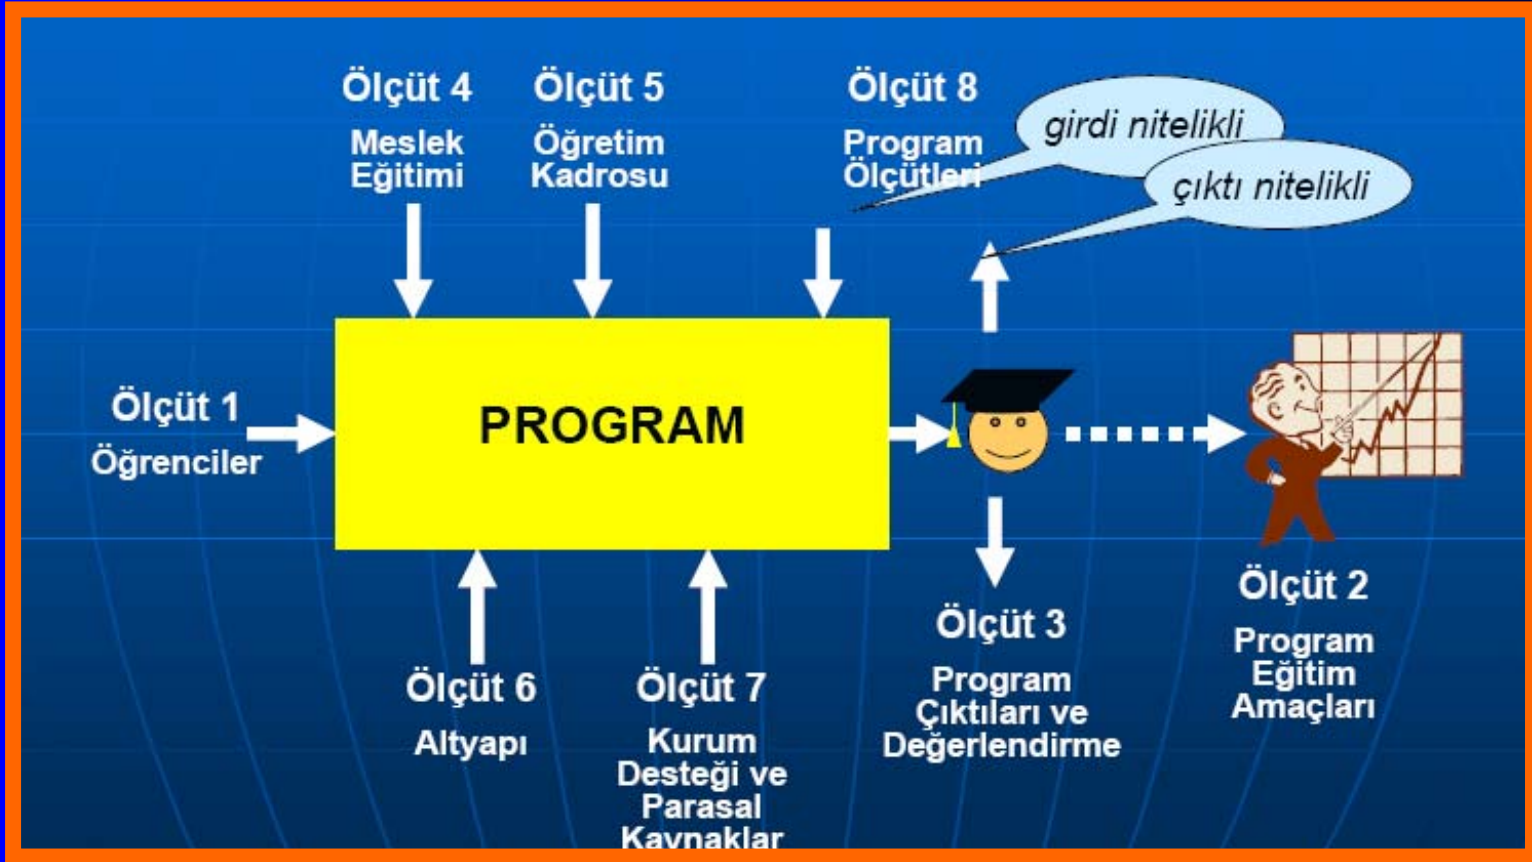 Ölçüt 4
Meslek
Eğitimi
Ölçüt 5
Öğretim
Kadrosu
Ölçüt 8
Program
Ölçütleri
girdi nitelikli
çıktı nitelikli
Ölçüt 1
Öğrenciler
PROGRAM
Ölçüt 6
Altyapı
Ölçüt 7
Kurum
Desteği ve
Parasal
Kaynaklar
Ölçüt 3
Program
Çıktıları ve
Değerlendirme
Ölçüt 2
Program
Eğitim
Amaçları